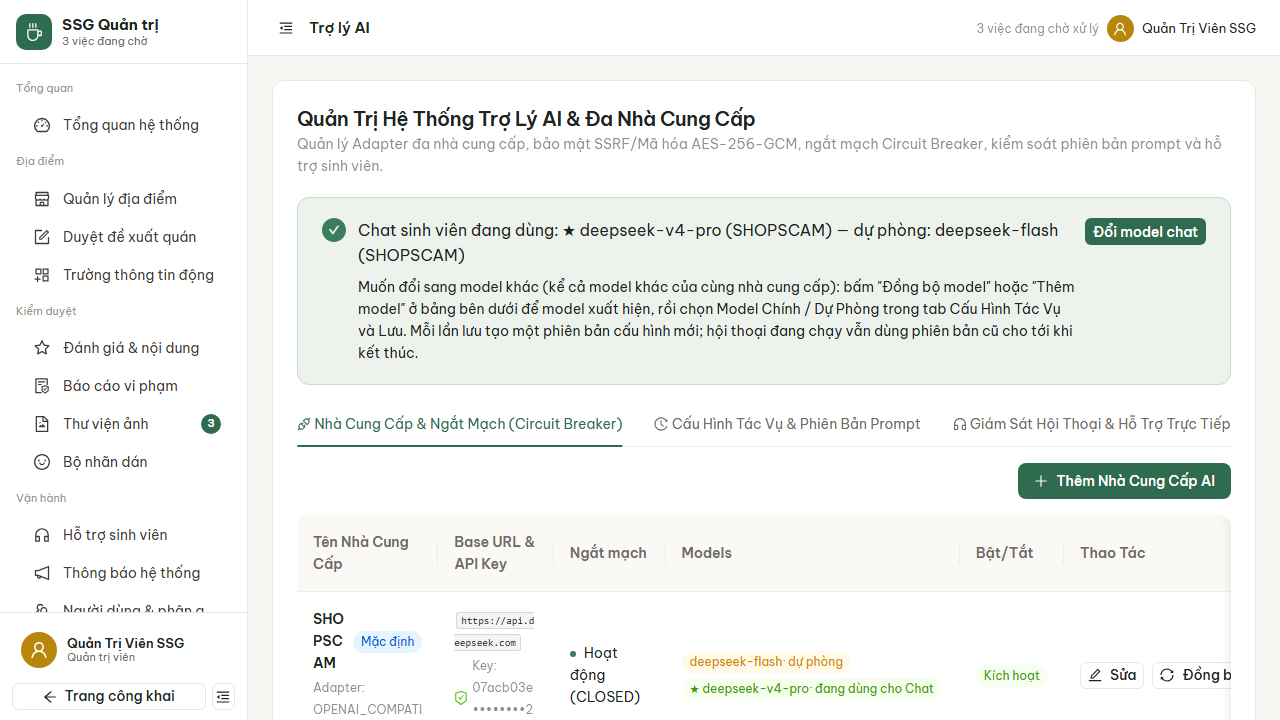 SSG Quản trị
3 việc đang chờ
Tổng quan
Tổng quan hệ thống
Địa điểm
Quản lý địa điểm
Duyệt đề xuất quán
Trường thông tin động
Kiểm duyệt
Đánh giá & nội dung
Báo cáo vi phạm
Thư viện ảnh
3
Bộ nhãn dán
Vận hành
Hỗ trợ sinh viên
Thông báo hệ thống
Người dùng & phân q
Quản Trị Viên SSG
Quản trị viên
Trang công khai
Trợ lý AI
3 việc đang chờ xử lý
Quản Trị Viên SSG
Quản Trị Hệ Thống Trợ Lý AI & Đa Nhà Cung Cấp
Quản lý Adapter đa nhà cung cấp, bảo mật SSRF/Mã hóa AES-256-GCM, ngắt mạch Circuit Breaker, kiểm soát phiên bản prompt và hỗ
trợ sinh viên.
Chat sinh viên đang dùng: ★ deepseek-v4-pro (SHOPSCAM) — dự phòng: deepseek-flash
(SHOPSCAM)
Đổi model chat
Muốn đổi sang model khác (kể cả model khác của cùng nhà cung cấp): bấm "Đồng bộ model" hoặc "Thêm
model" ở bảng bên dưới để model xuất hiện, rồi chọn Model Chính / Dự Phòng trong tab Cấu Hình Tác Vụ
và Lưu. Mỗi lần lưu tạo một phiên bản cấu hình mới; hội thoại đang chạy vẫn dùng phiên bản cũ cho tới khi
kết thúc.
Nhà Cung Cấp & Ngắt Mạch (Circuit Breaker)
Cấu Hình Tác Vụ & Phiên Bản Prompt
Giám Sát Hội Thoại & Hỗ Trợ Trực Tiếp
Thêm Nhà Cung Cấp AI
Tên Nhà Cung
Cấp
Base URL &
API Key
Ngắt mạch
Models
Bật/Tắt
Thao Tác
SHO
PSC
AM
Mặc định
Adapter:
OPENAI_COMPATI
https://api.d
eepseek.com
Key:
07acb03e
••••••••2
Hoạt
động
(CLOSED)
deepseek-flash· dự phòng
★ deepseek-v4-pro· đang dùng cho Chat
Kích hoạt
Sửa
Đồng b